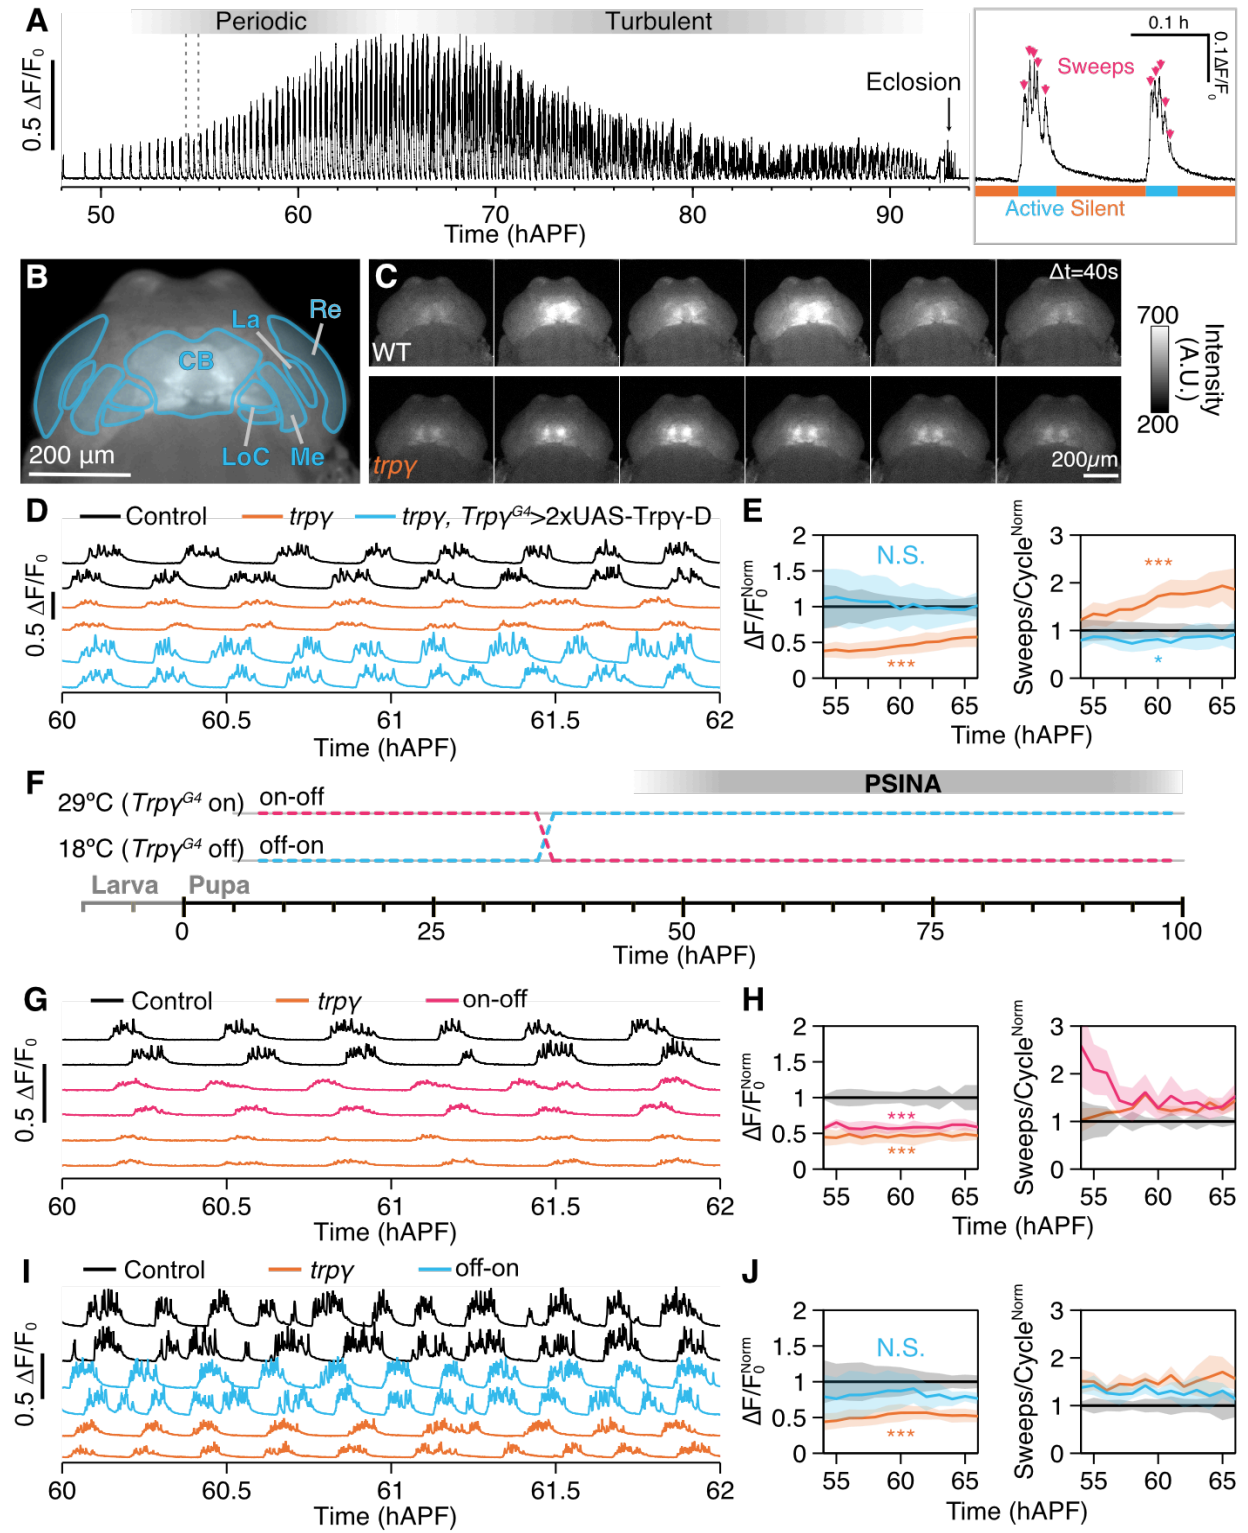 A
Periodic
Turbulent
0.5 ΔF/F0
Eclosion
50
60
70
80
90
Time (hAPF)
0.1 h
0.1ΔF/F0
Sweeps
Active Silent
B
Re
La
CB
LoC
Me
200 μm
C
Δt=40s
WT
trpγ
200μm
700
200
Intensity
(A.U.)
D
Control
trpγ
trpγ, TrpγG4>2xUAS-Trpγ-D
0.5 ΔF/F0
60
60.5
61
61.5
62
Time (hAPF)
E
2
1.5
1
0.5
0
ΔF/F0Norm
N.S.
***
55
60
65
3
2
1
0
Sweeps/CycleNorm
***
*
55
60
65
Time (hAPF)
F
PSINA
29ºC (TrpγG4 on) on-off
18ºC (TrpγG4 off) off-on
Larva
Pupa
0
25
50
75
100
Time (hAPF)
G
Control
trpγ
on-off
0.5 ΔF/F0
60
60.5
61
61.5
62
Time (hAPF)
H
2
1.5
1
0.5
0
ΔF/F0Norm
***
***
55
60
65
3
2
1
0
Sweeps/CycleNorm
55
60
65
Time (hAPF)
I
Control
trpγ
off-on
0.5 ΔF/F0
60
60.5
61
61.5
62
Time (hAPF)
J
2
1.5
1
0.5
0
ΔF/F0Norm
N.S.
***
55
60
65
3
2
1
0
Sweeps/CycleNorm
55
60
65
Time (hAPF)